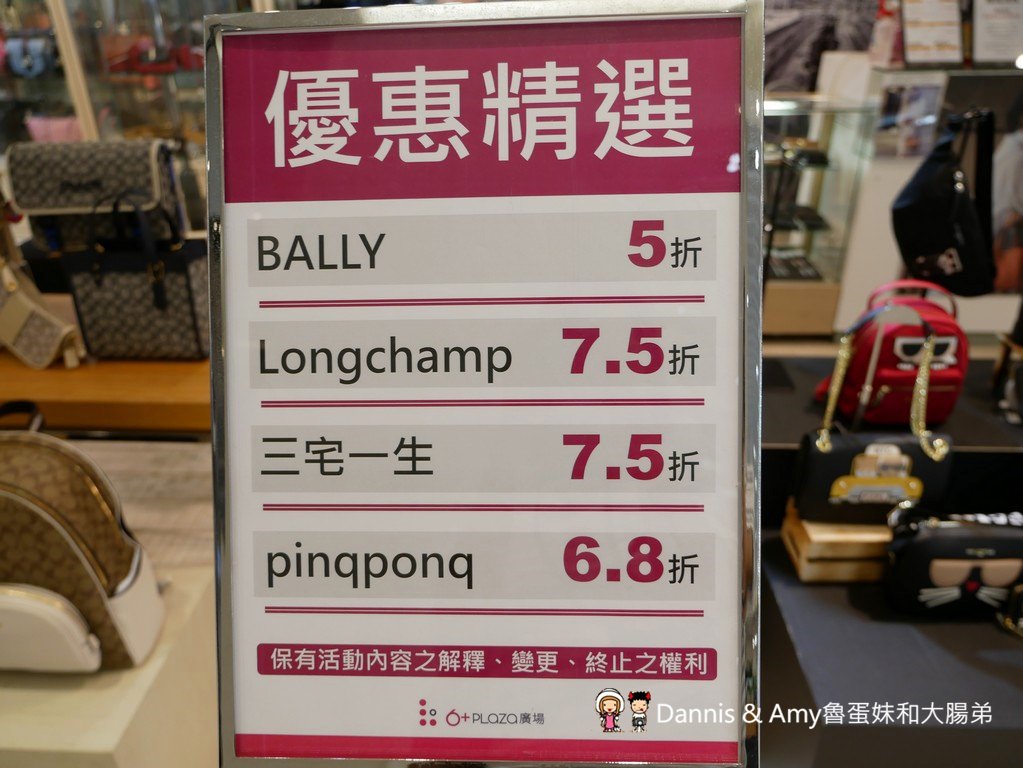 優惠精選
BALLY 5折
Longchamp 7.5折
三宅一生 7.5折
pinqponq 6.8折
保有活動內容之解釋、變更、終止之權利
6+PLAZA廣場
Dannis & Amy魯蛋妹和大腸弟